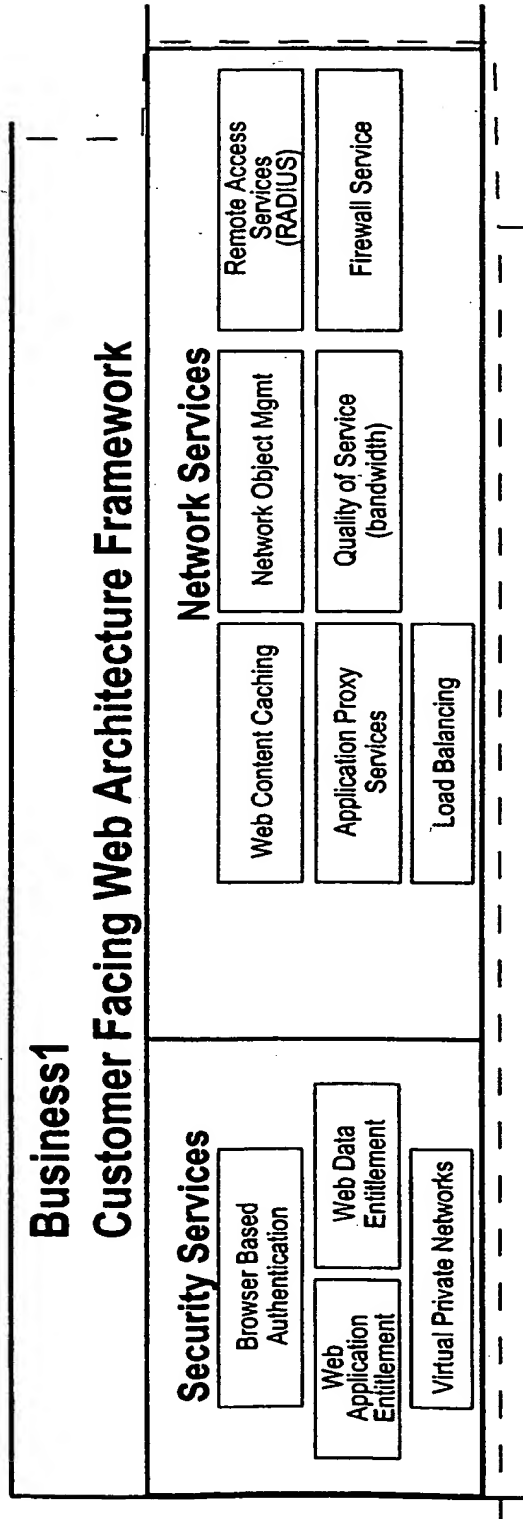 Business1
Customer Facing Web Architecture Framework
Security Services
Browser Based
Authentication
Web
Application
Entitlement
Web Data
Entitlement
Virtual Private Networks
Network Services
Web Content Caching
Network Object Mgmt
Remote Access
Services
(RADIUS)
Application Proxy
Services
Quality of Service
(bandwidth)
Firewall Service
Load Balancing